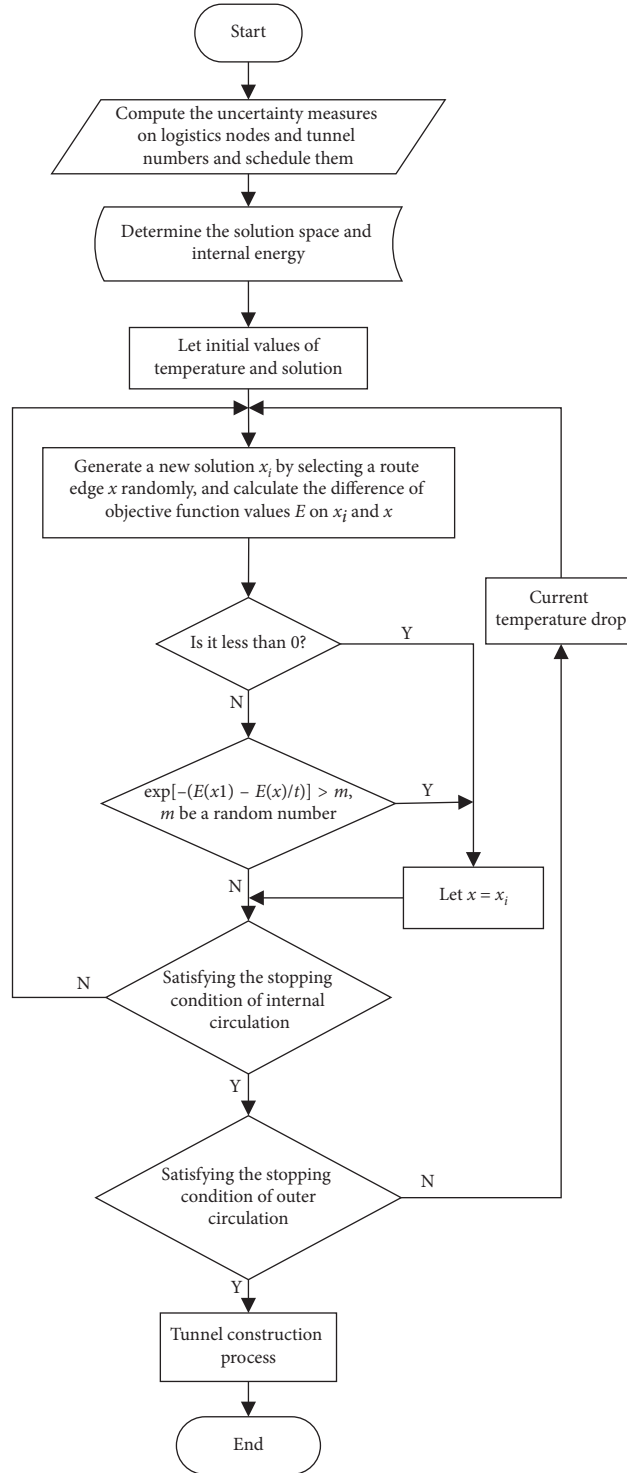 Start
Compute the uncertainty measures
on logistics nodes and tunnel
numbers and schedule them
Determine the solution space and
internal energy
Let initial values of
temperature and solution
Generate a new solution xi by selecting a route
edge x randomly, and calculate the difference of
objective function values E on xi and x
Current
temperature drop
Is it less than 0?
Y
N
exp[–(E(x1) – E(x)/t)] > m,
m be a random number
Y
N
Let x = xi
Satisfying the stopping
condition of internal
circulation
N
Y
Satisfying the stopping
condition of outer
circulation
N
Y
Tunnel construction
process
End